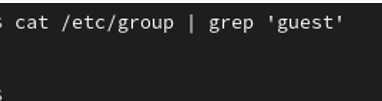 cat /etc/group | grep 'guest'